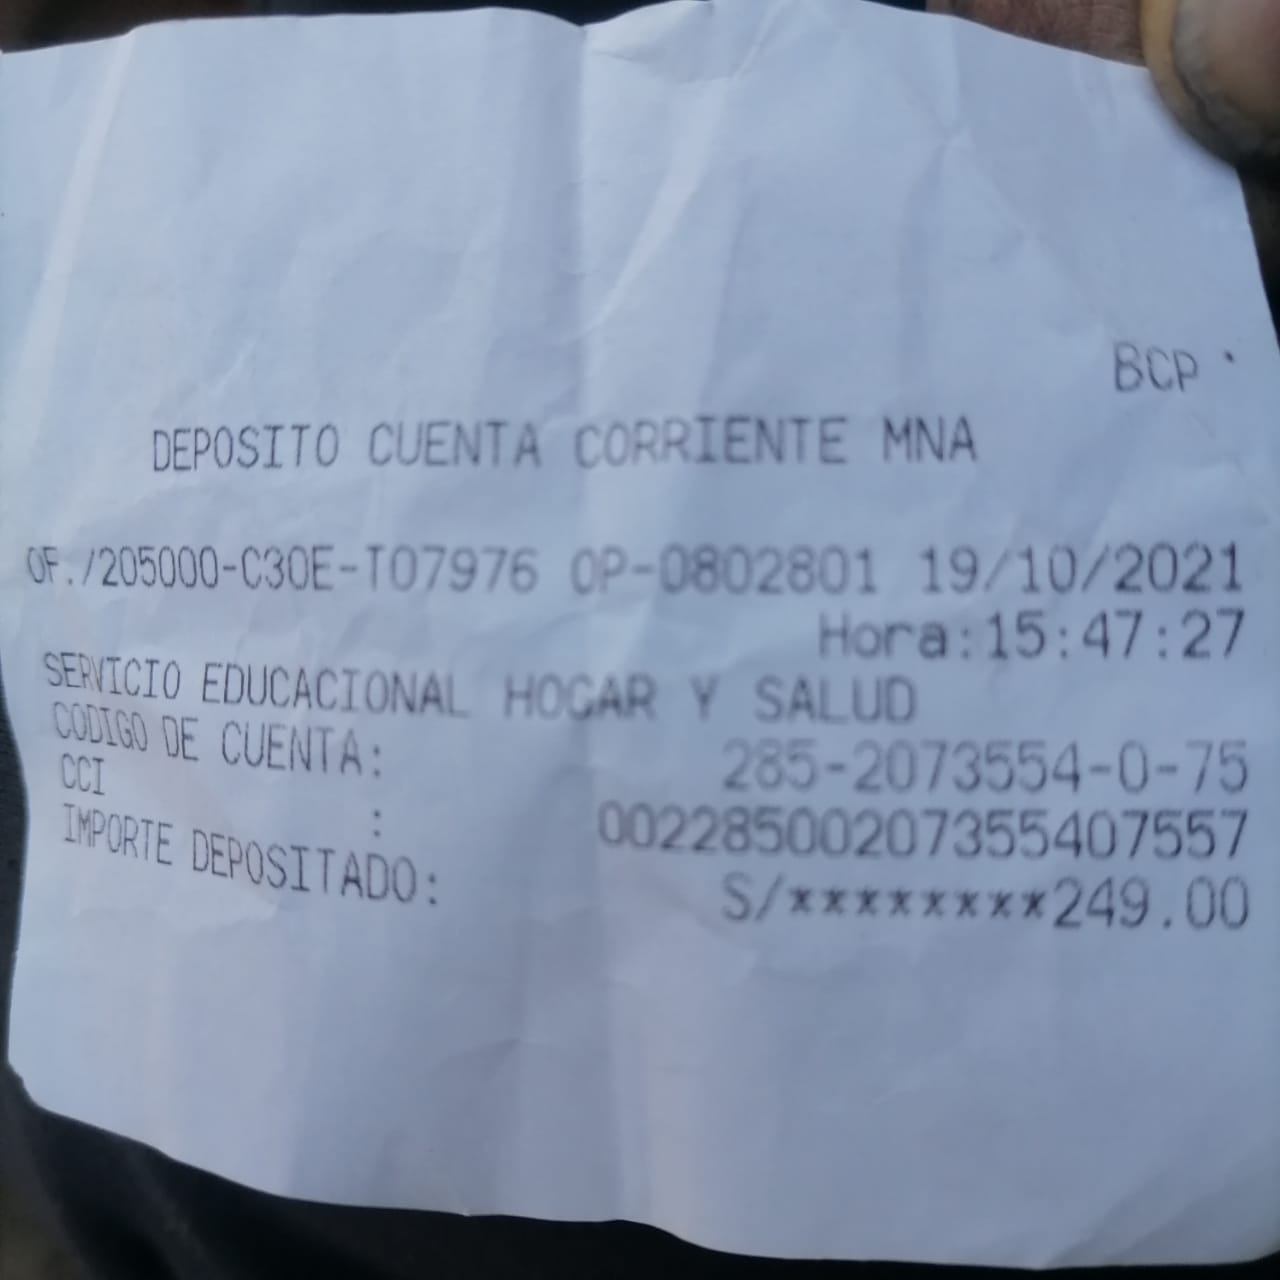 BCP
DEPOSITO CUENTA CORRIENTE MNA
OF./205000-C30E-T07976 OP-0802801 19/10/2021
Hora:15:47:27
SERVICIO EDUCACIONAL HOGAR Y SALUD
CODIGO DE CUENTA: 285-2073554-0-75
CCI : 00228500207355407557
IMPORTE DEPOSITADO: S/********249.00